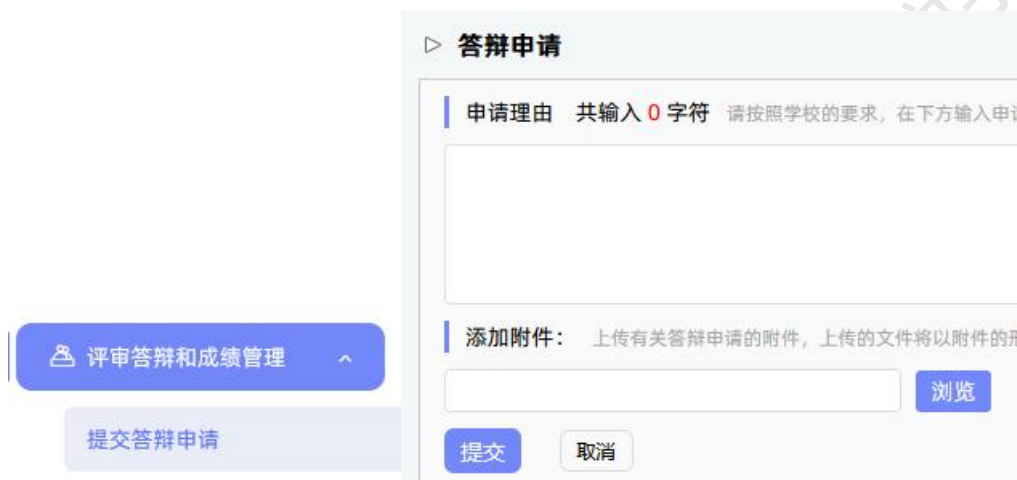 答辩申请
申请理由 共输入 0 字符 请按照学校的要求，在下方输入申
添加附件： 上传有关答辩申请的附件，上传的文件将以附件的
浏览
提交 取消
评审答辩和成绩管理
提交答辩申请